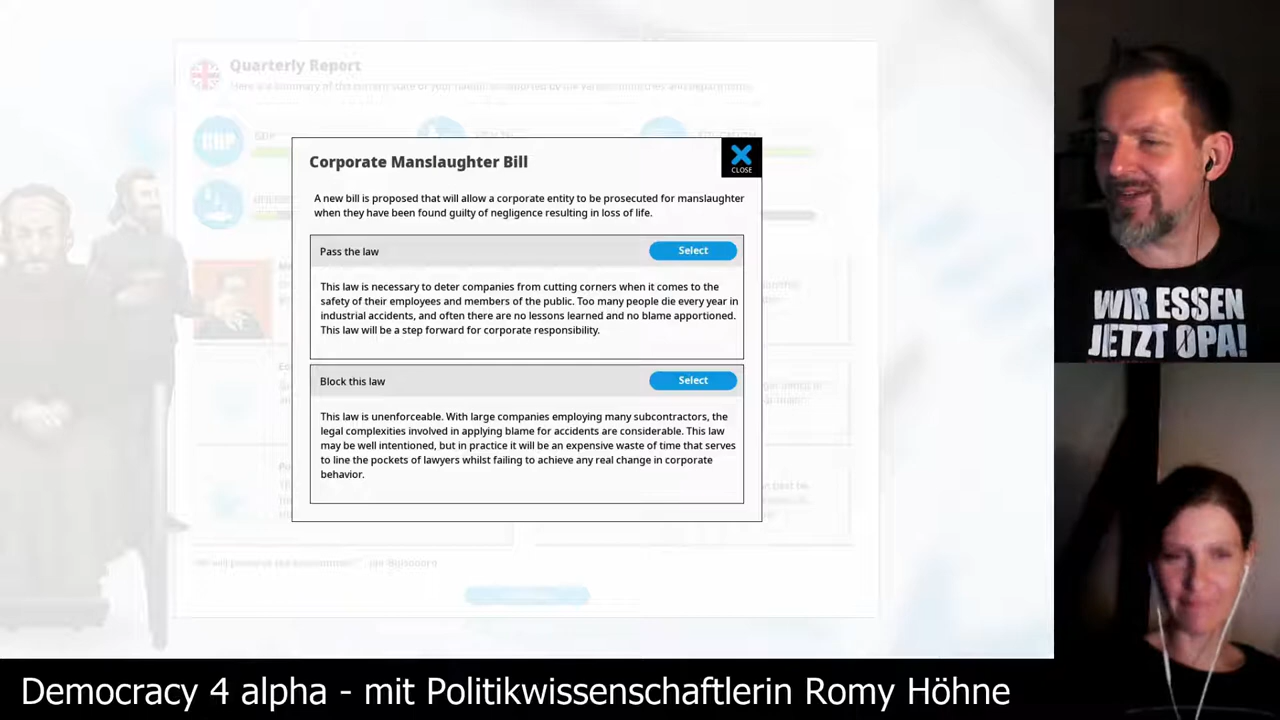 Quarterly Report
Corporate Manslaughter Bill
CLOSE
A new bill is proposed that will allow a corporate entity to be prosecuted for manslaughter
when they have been found guilty of negligence resulting in loss of life.
Pass the law
Select
This law is necessary to deter companies from cutting corners when it comes to the
safety of their employees and members of the public. Too many people die every year in
industrial accidents, and often there are no lessons learned and no blame apportioned.
This law will be a step forward for corporate responsibility.
Block this law
Select
This law is unenforceable. With large companies employing many subcontractors, the
legal complexities involved in applying blame for accidents are considerable. This law
may be well intentioned, but in practice it will be an expensive waste of time that serves
to line the pockets of lawyers whilst failing to achieve any real change in corporate
behavior.
WIR ESSEN
JETZT OPA!
Democracy 4 alpha - mit Politikwissenschaftlerin Romy Höhne